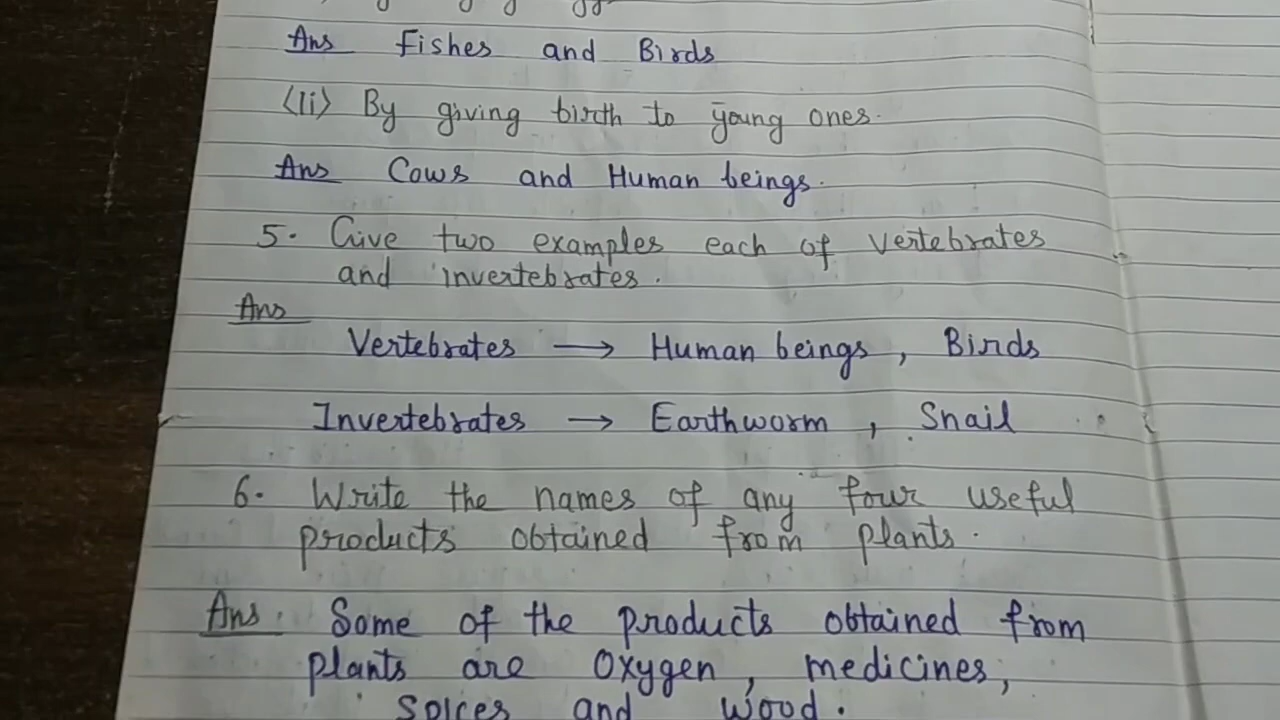 Ans Fishes and Birds
(ii) By giving birth to young ones.
Ans Cows and Human beings.
5. Give two examples each of vertebrates
and invertebrates.
Ans
Vertebrates → Human beings, Birds
Invertebrates → Earthworm, Snail
6. Write the names of any four useful
products obtained from plants.
Ans. Some of the products obtained from
plants are Oxygen, medicines,
spices and wood.